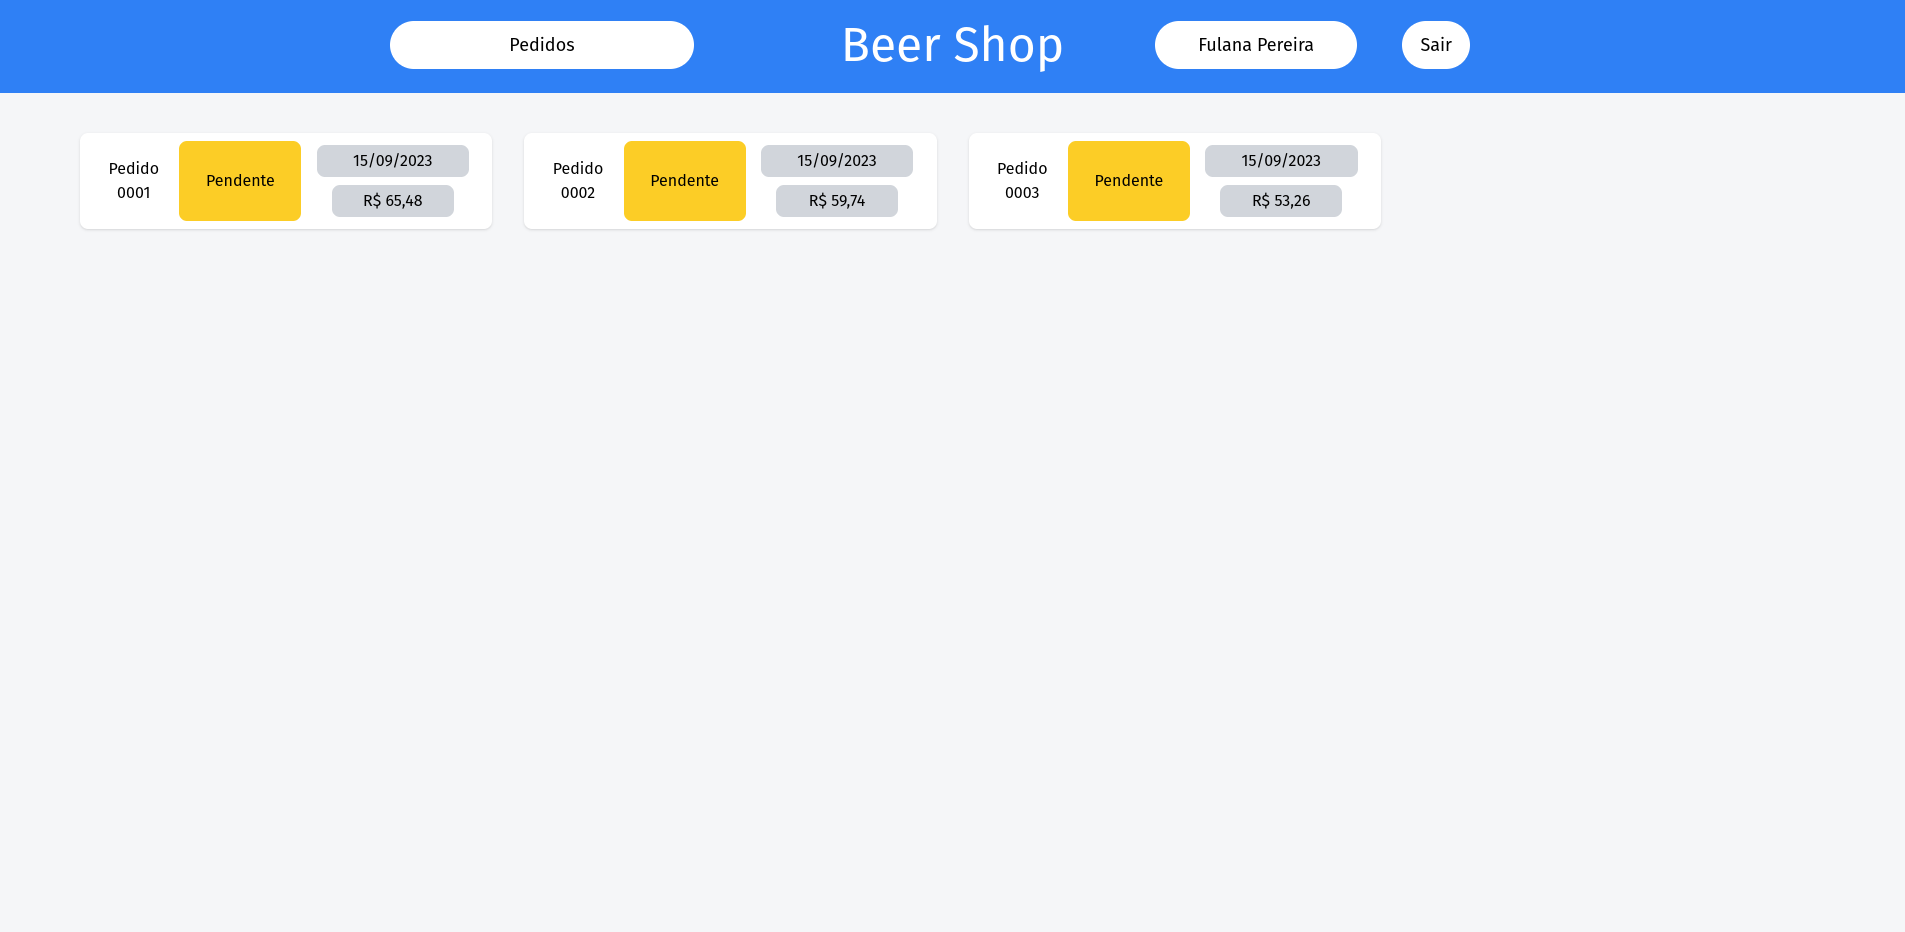 Pedidos
Beer Shop
Fulana Pereira
Sair
Pedido
0001
Pendente
15/09/2023
R$ 65,48
Pedido
0002
Pendente
15/09/2023
R$ 59,74
Pedido
0003
Pendente
15/09/2023
R$ 53,26